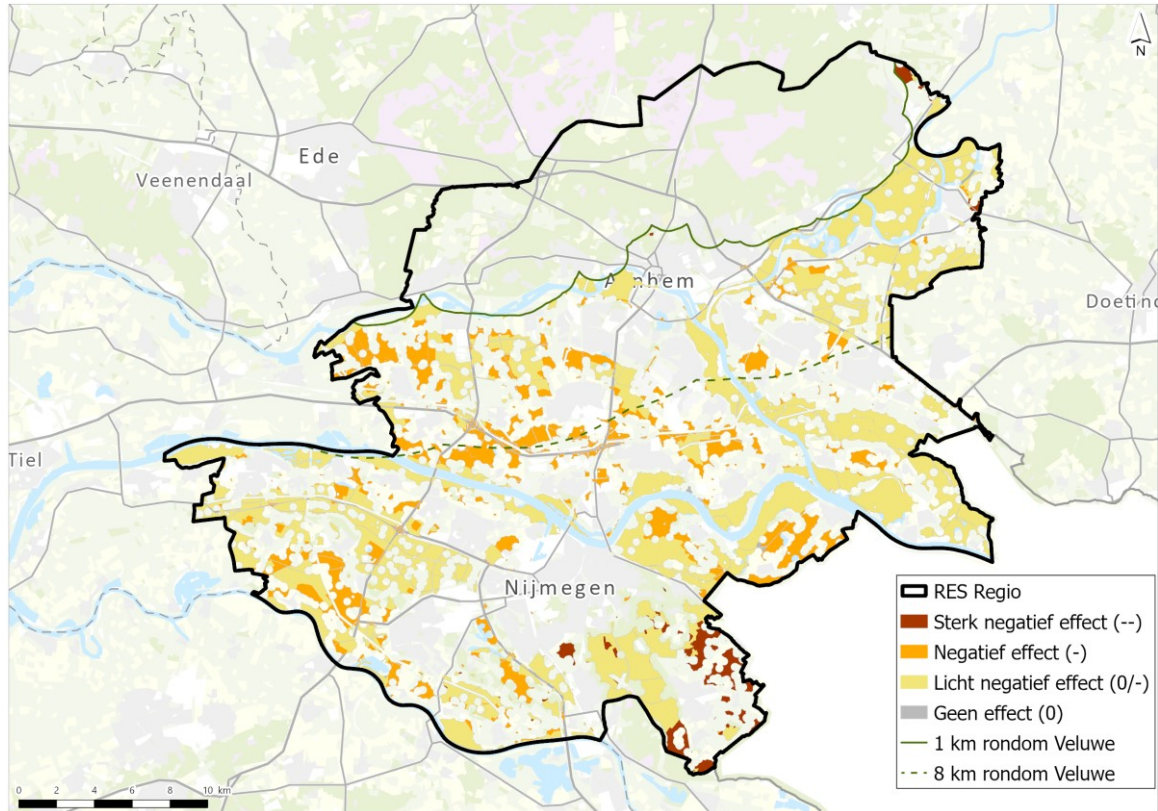 N
Ede
Veenendaal
Arnhem
Doetinc
Tiel
Nijmegen
RES Regio
Sterk negatief effect (--)
Negatief effect (-)
Licht negatief effect (0/-)
Geen effect (0)
1 km rondom Veluwe
8 km rondom Veluwe
0 2 4 6 8 10 km